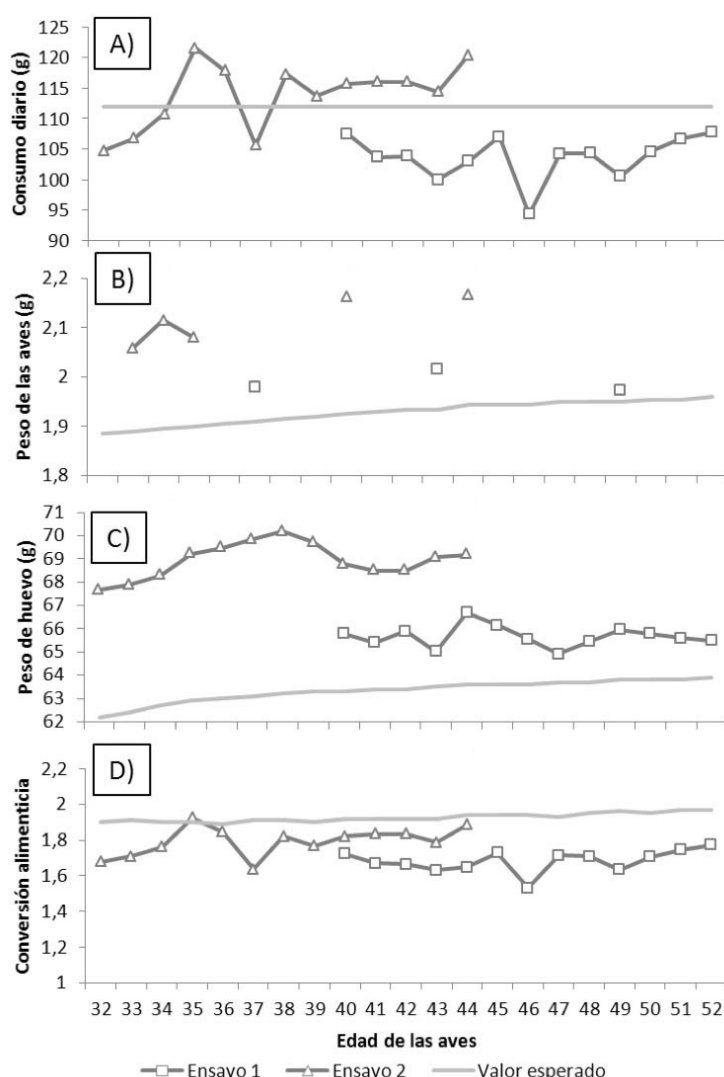 A)
Consumo diario (g)
125
120
115
110
105
100
95
90
B)
Peso de las aves (g)
2,2
2,1
2
1,9
1,8
C)
Peso de huevo (g)
71
70
69
68
67
66
65
64
63
62
D)
Conversión alimenticia
2,2
2
1,8
1,6
1,4
1,2
1
32 33 34 35 36 37 38 39 40 41 42 43 44 45 46 47 48 49 50 51 52
Edad de las aves
Ensayo 1 Ensayo 2 Valor esperado